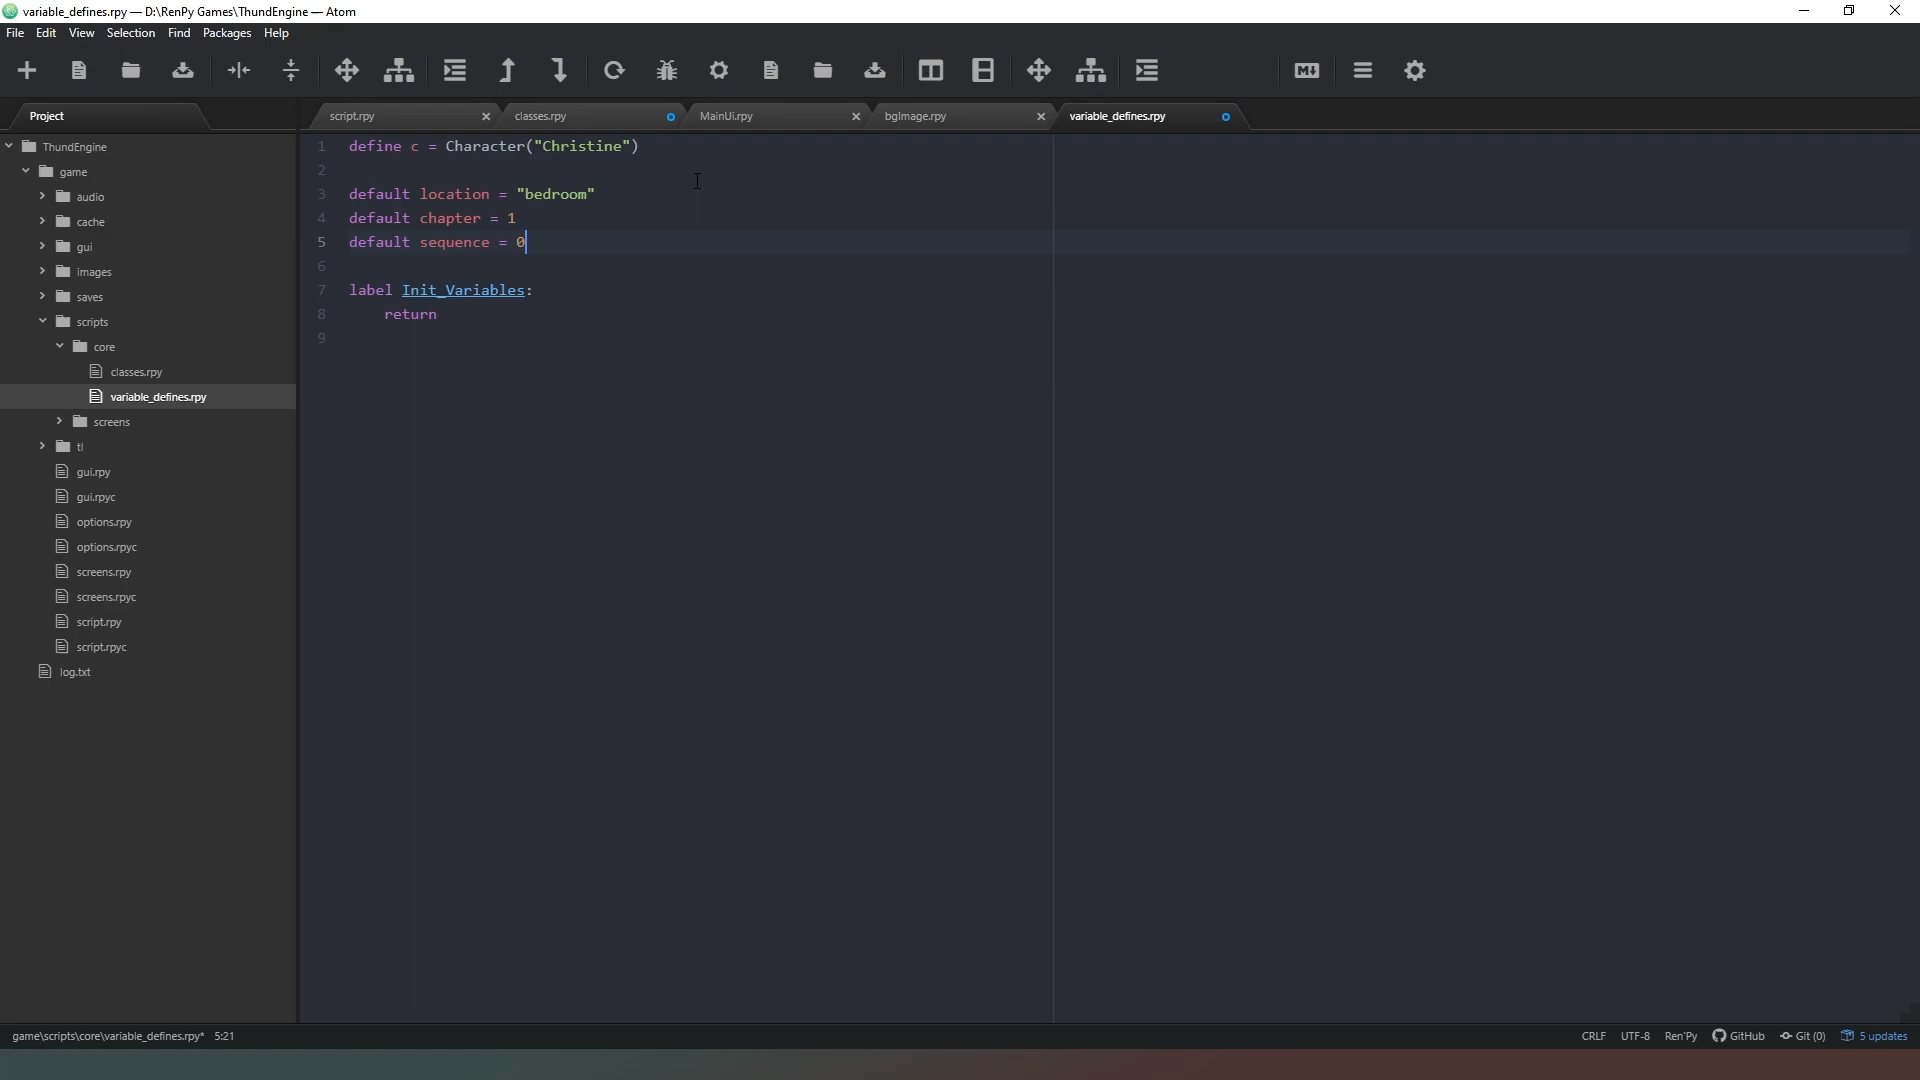 variable_defines.rpy — D:\RenPy Games\ThundEngine — Atom
File Edit View Selection Find Packages Help
M↓
Project
script.rpy
classes.rpy
MainUi.rpy
bgImage.rpy
variable_defines.rpy
ThundEngine
game
audio
cache
gui
images
saves
scripts
core
classes.rpy
variable_defines.rpy
screens
tl
gui.rpy
gui.rpyc
options.rpy
options.rpyc
screens.rpy
screens.rpyc
script.rpy
script.rpyc
log.txt
1 define c = Character("Christine")
2
3 default location = "bedroom"
4 default chapter = 1
5 default sequence = 0
6
7 label Init_Variables:
8 return
9
game\scripts\core\variable_defines.rpy* 5:21
CRLF UTF-8 Ren'Py GitHub Git (0) 5 updates